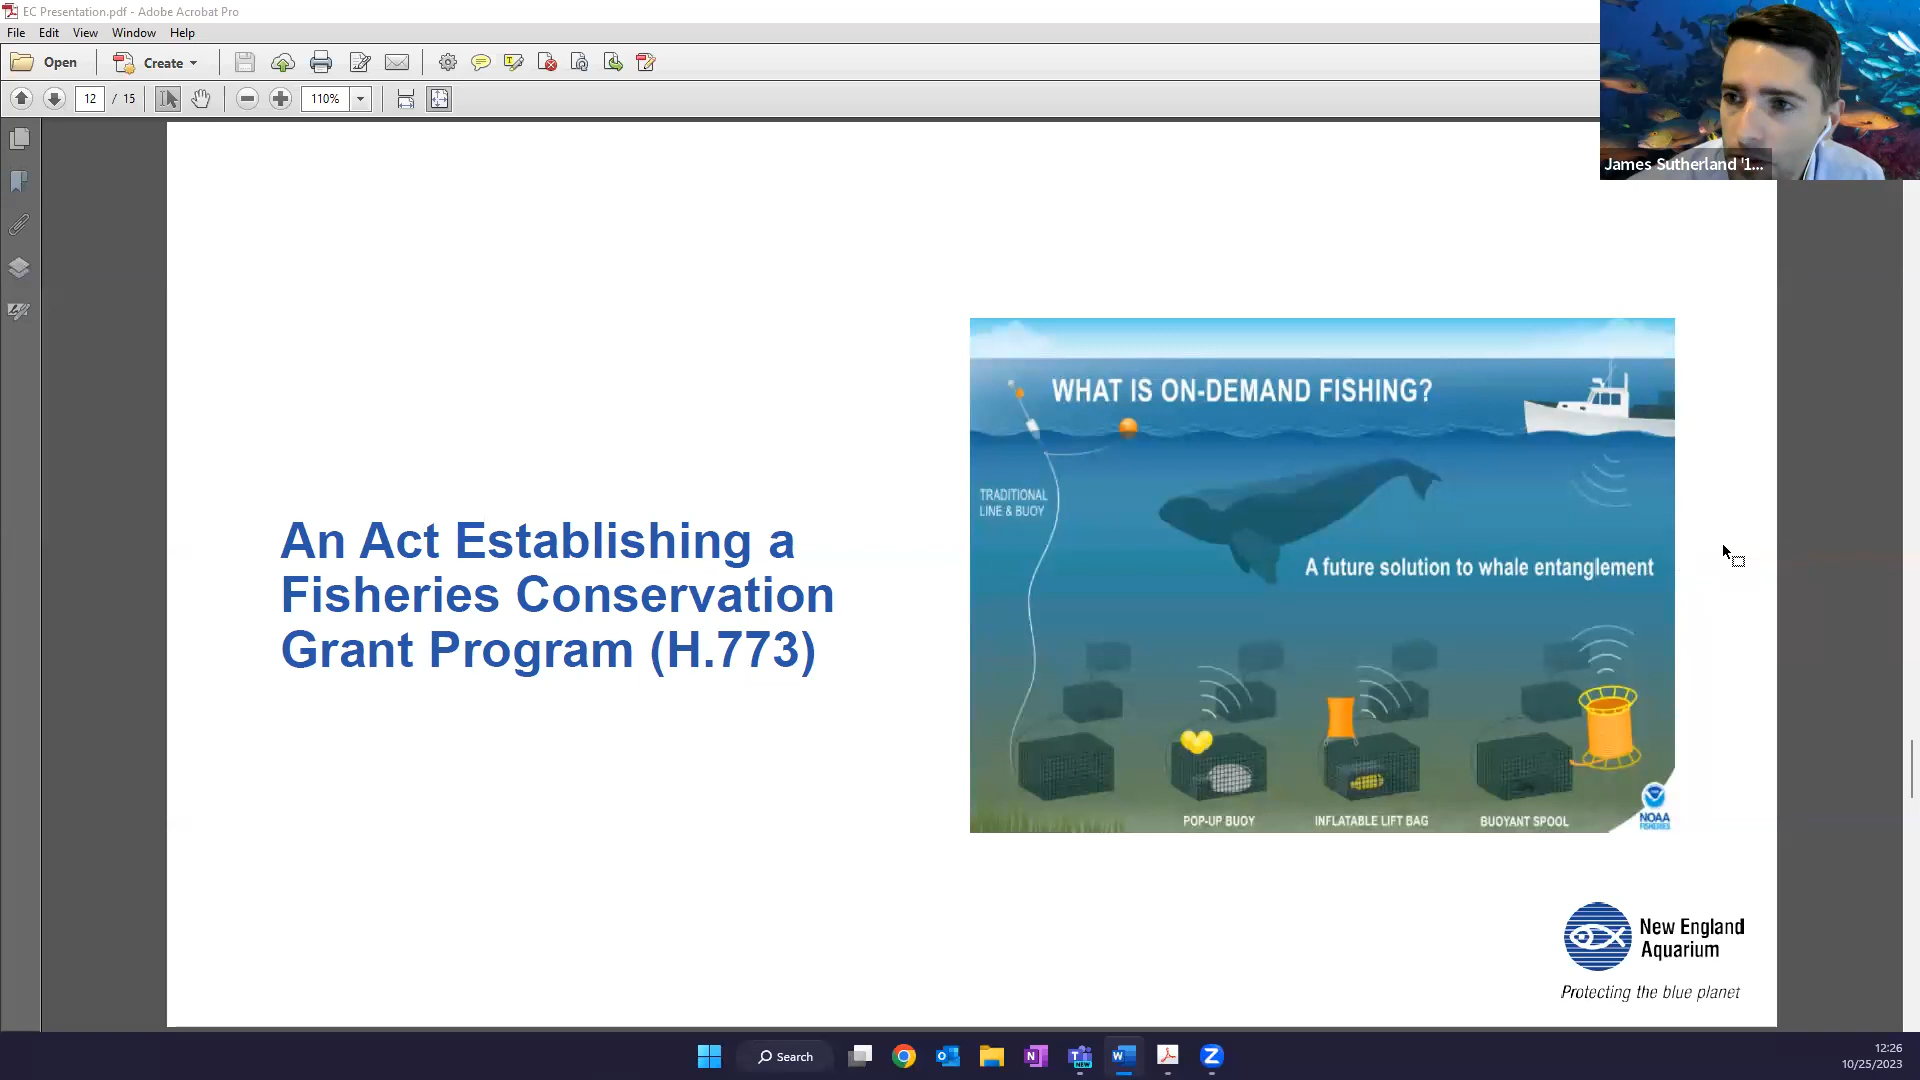 EC Presentation.pdf - Adobe Acrobat Pro
File Edit View Window Help
Open Create
12 / 15 110%
James Sutherland '1...
An Act Establishing a
Fisheries Conservation
Grant Program (H.773)
WHAT IS ON-DEMAND FISHING?
TRADITIONAL
LINE & BUOY
A future solution to whale entanglement
POP-UP BUOY INFLATABLE LIFT BAG BUOYANT SPOOL
NOAA
FISHERIES
New England
Aquarium
Protecting the blue planet
Search
12:26
10/25/2023